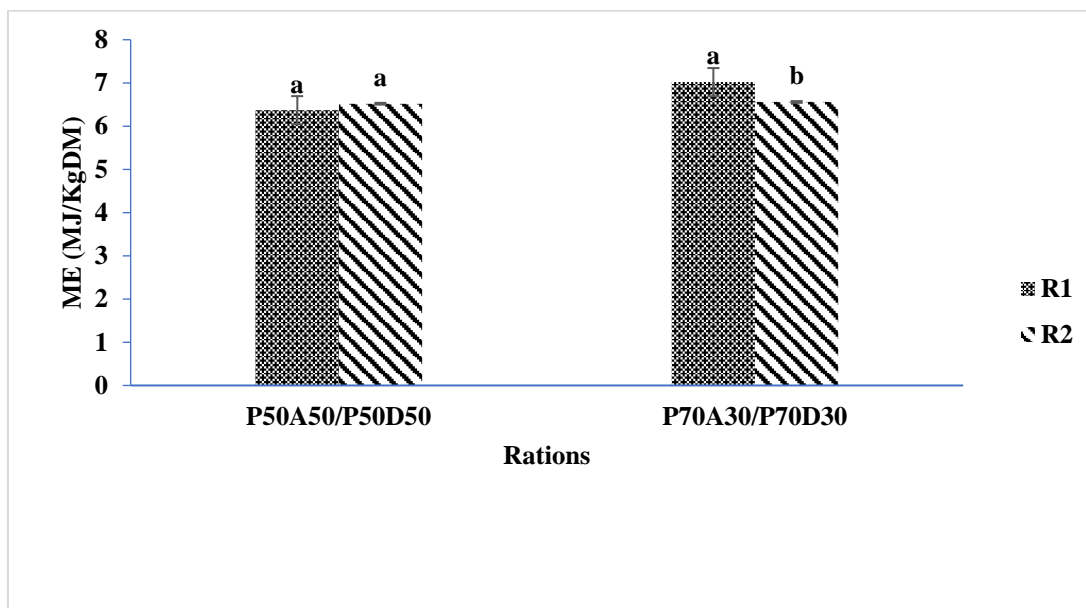 8
7
6
5
4
3
2
1
0
ME (MJ/KgDM)
a
a
a
b
P50A50/P50D50
P70A30/P70D30
Rations
R1
R2